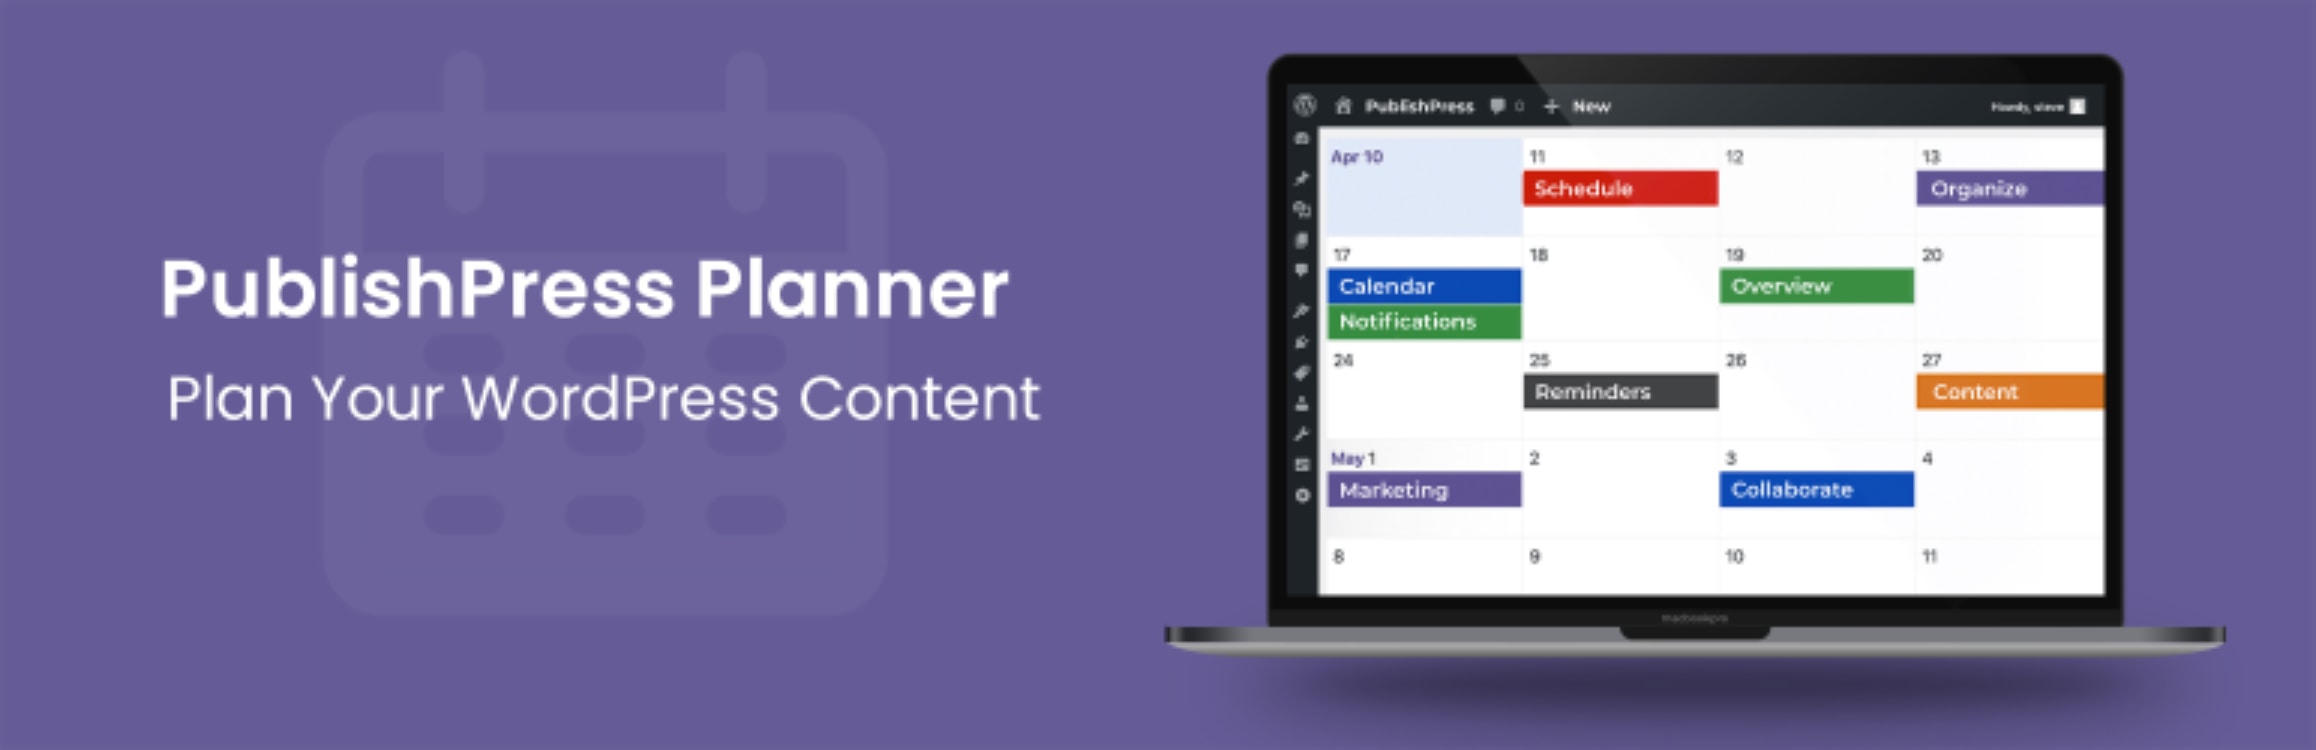 PublishPress Planner
Plan Your WordPress Content
PublishPress 0 + New Howdy, steve
Apr 10 11 12 13
Schedule Organize
17 18 19 20
Calendar Overview
Notifications
24 25 26 27
Reminders Content
May 1 2 3 4
Marketing Collaborate
8 9 10 11
macbook pro